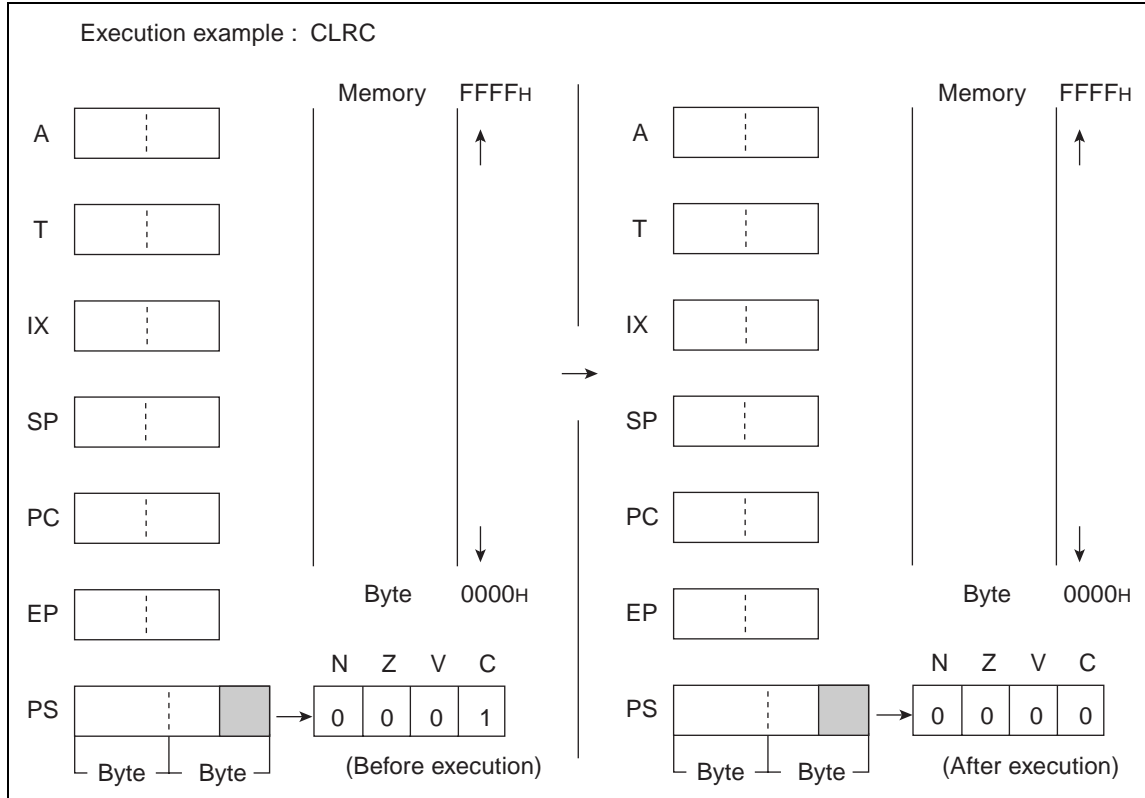 Execution example : CLRC
Memory FFFFH
A
T
IX
SP
PC
EP
Byte 0000H
N Z V C
PS
0 0 0 1
Byte Byte
(Before execution)
Memory FFFFH
A
T
IX
SP
PC
EP
Byte 0000H
N Z V C
PS
0 0 0 0
Byte Byte
(After execution)